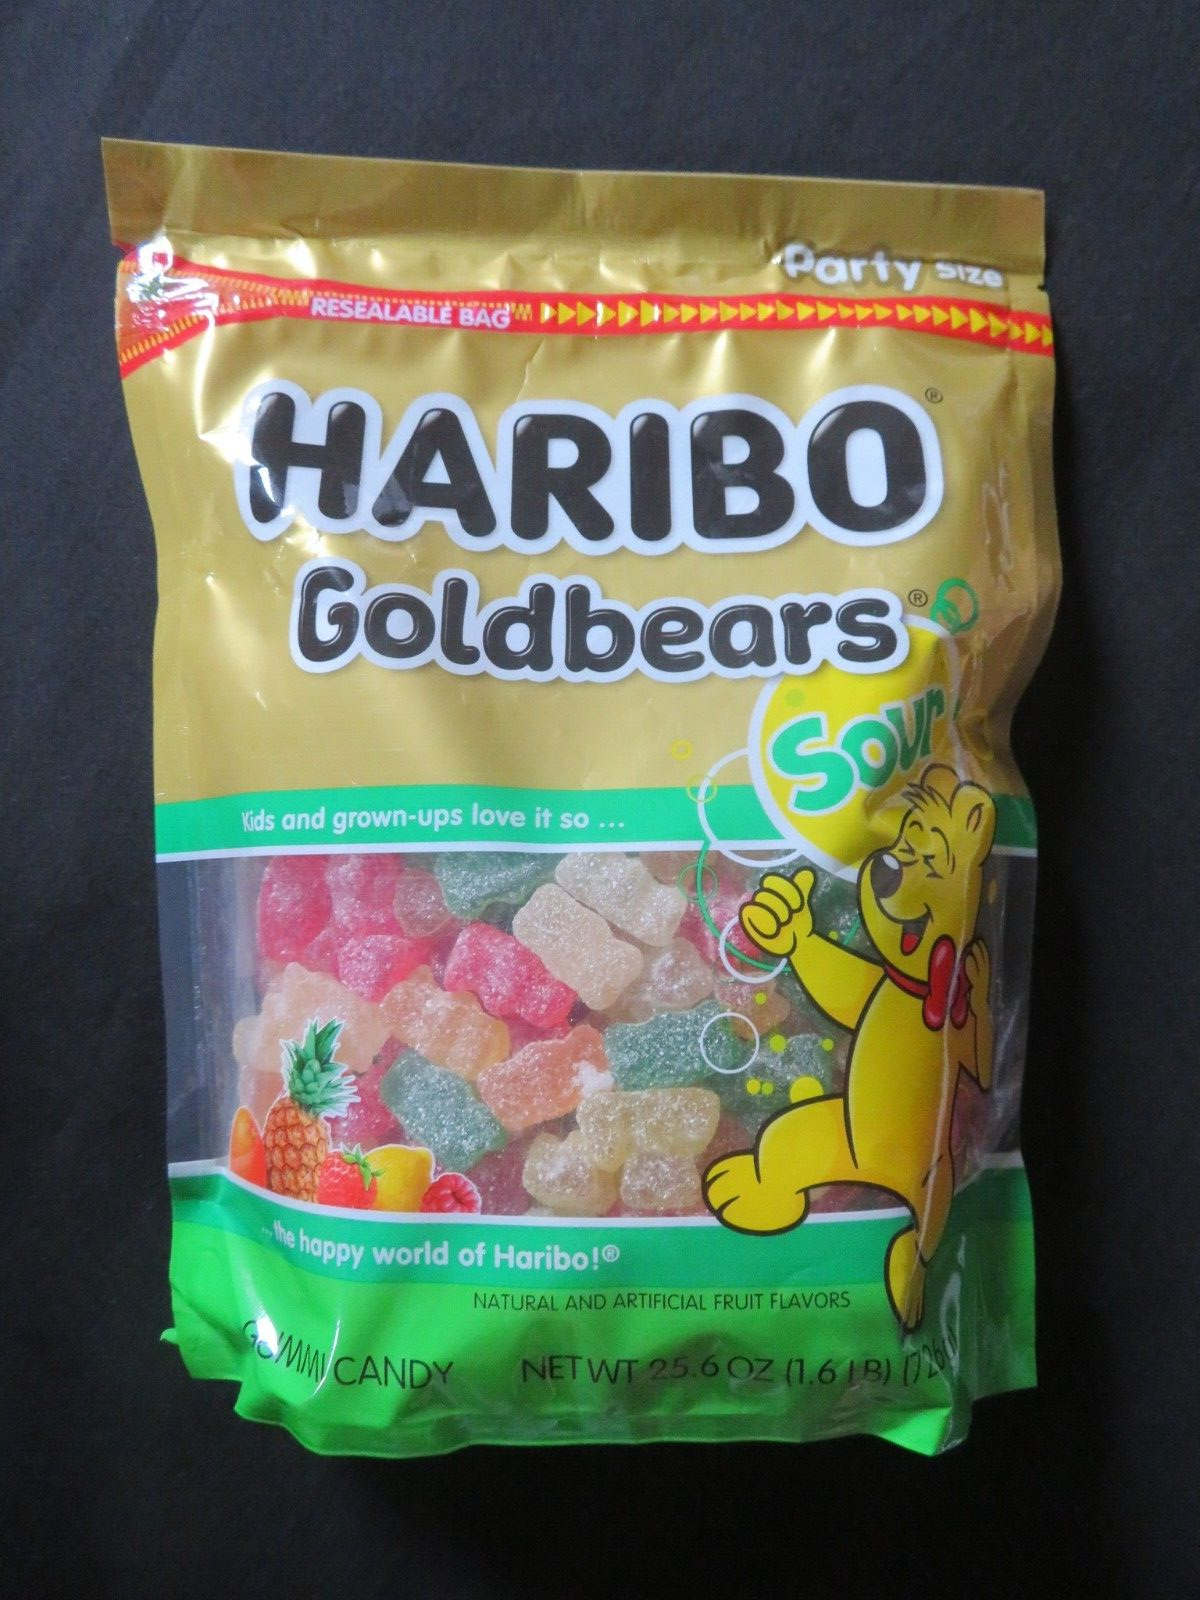 Party Size
RESEALABLE BAG
HARIBO®
Goldbears®
Sour
Kids and grown-ups love it so ...
...the happy world of Haribo!®
NATURAL AND ARTIFICIAL FRUIT FLAVORS
GUMMI CANDY NET WT 25.6 OZ (1.6 LB)